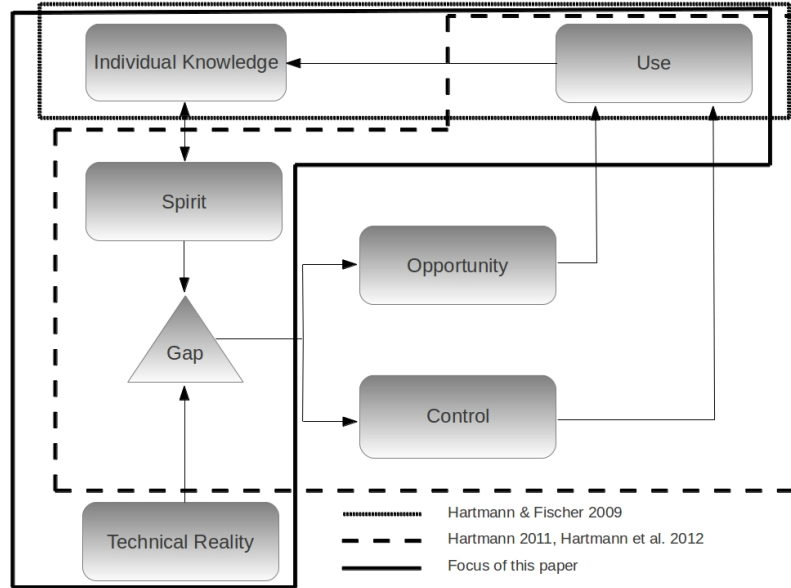 Individual Knowledge
Use
Spirit
Opportunity
Gap
Control
Technical Reality
Hartmann & Fischer 2009
Hartmann 2011, Hartmann et al. 2012
Focus of this paper